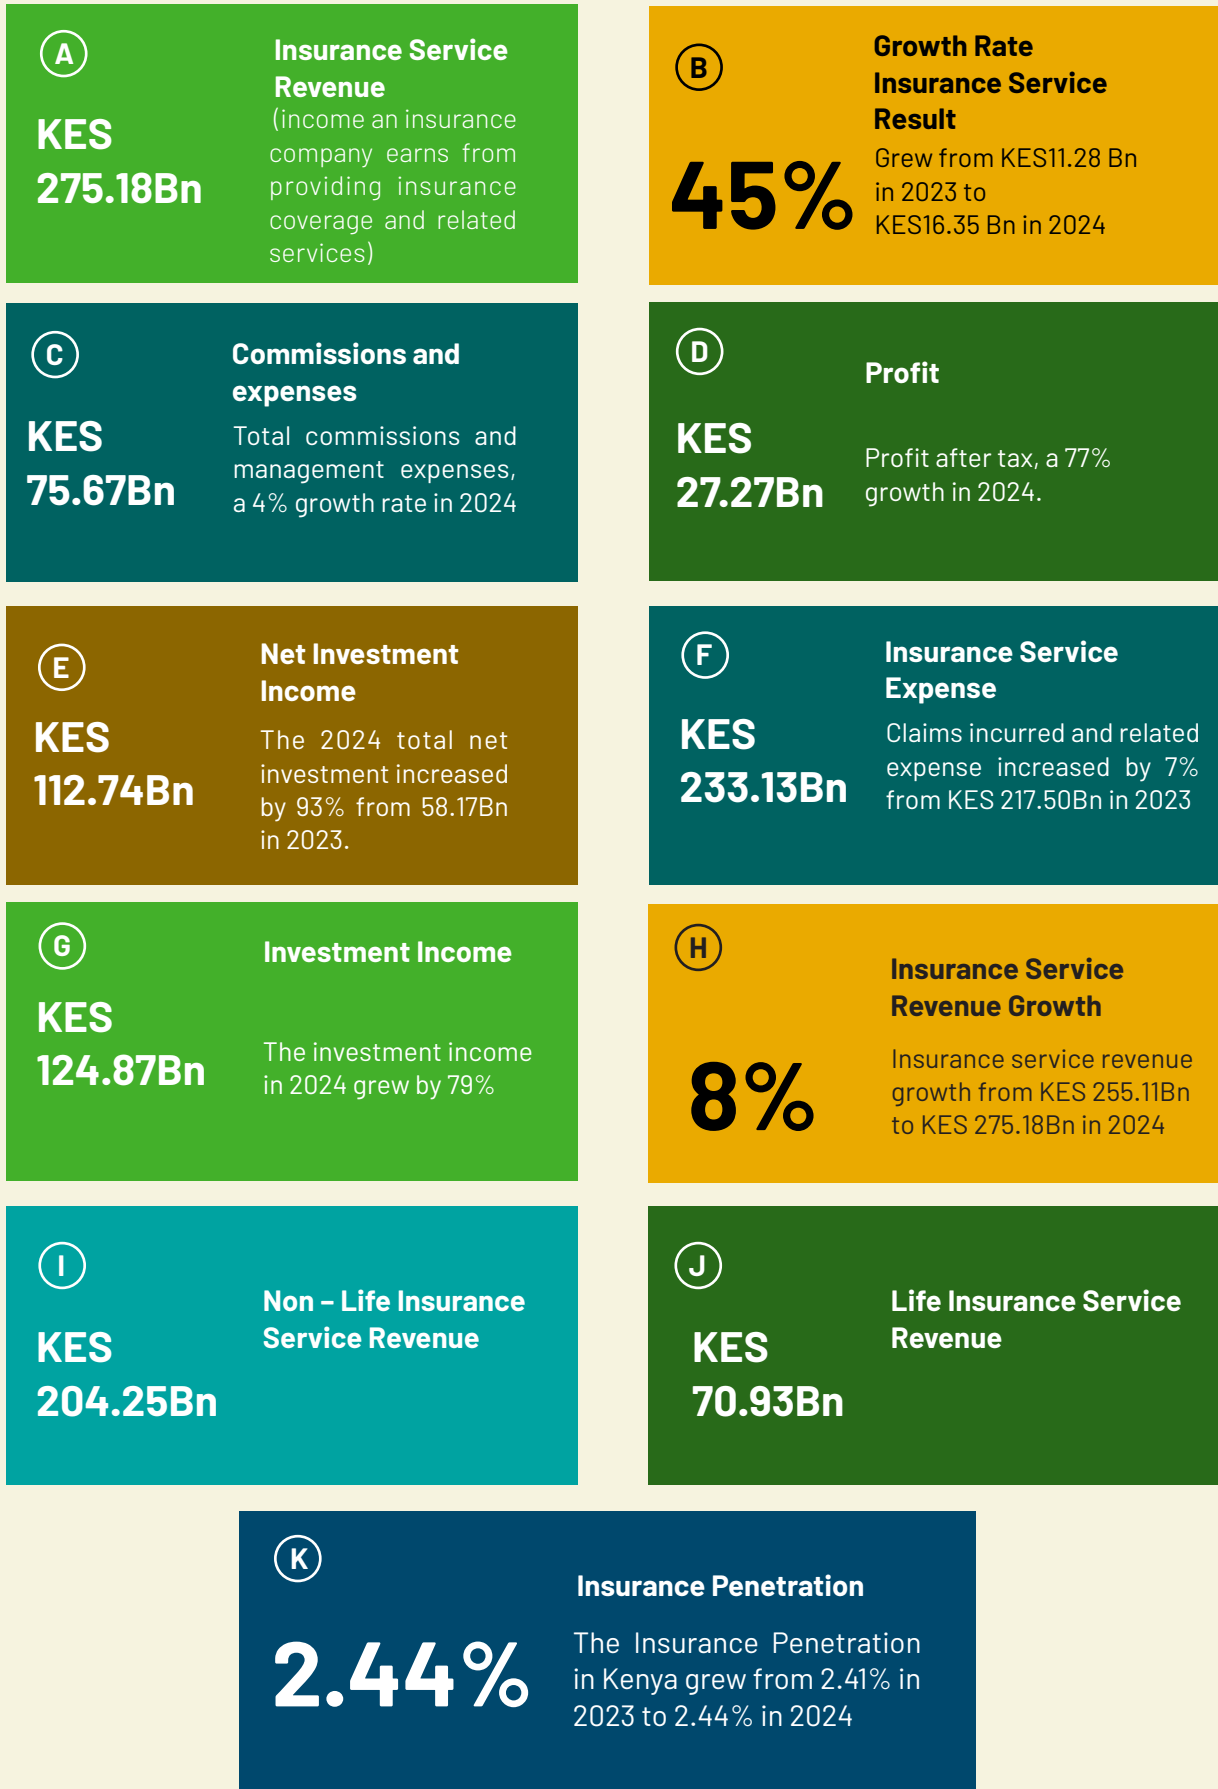 A
KES
275.18Bn
Insurance Service
Revenue
(income an insurance
company earns from
providing insurance
coverage and related
services)
B
45%
Growth Rate
Insurance Service
Result
Grew from KES11.28 Bn
in 2023 to
KES16.35 Bn in 2024
C
KES
75.67Bn
Commissions and
expenses
Total commissions and
management expenses,
a 4% growth rate in 2024
D
KES
27.27Bn
Profit
Profit after tax, a 77%
growth in 2024.
E
KES
112.74Bn
Net Investment
Income
The 2024 total net
investment increased
by 93% from 58.17Bn
in 2023.
F
KES
233.13Bn
Insurance Service
Expense
Claims incurred and related
expense increased by 7%
from KES 217.50Bn in 2023
G
KES
124.87Bn
Investment Income
The investment income
in 2024 grew by 79%
H
8%
Insurance Service
Revenue Growth
Insurance service revenue
growth from KES 255.11Bn
to KES 275.18Bn in 2024
I
KES
204.25Bn
Non – Life Insurance
Service Revenue
J
KES
70.93Bn
Life Insurance Service
Revenue
K
2.44%
Insurance Penetration
The Insurance Penetration
in Kenya grew from 2.41% in
2023 to 2.44% in 2024